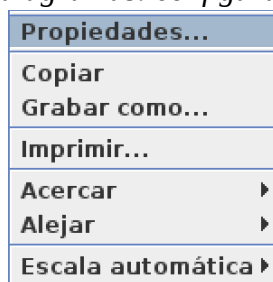 Propiedades...
Copiar
Grabar como...
Imprimir...
Acercar
Alejar
Escala automática